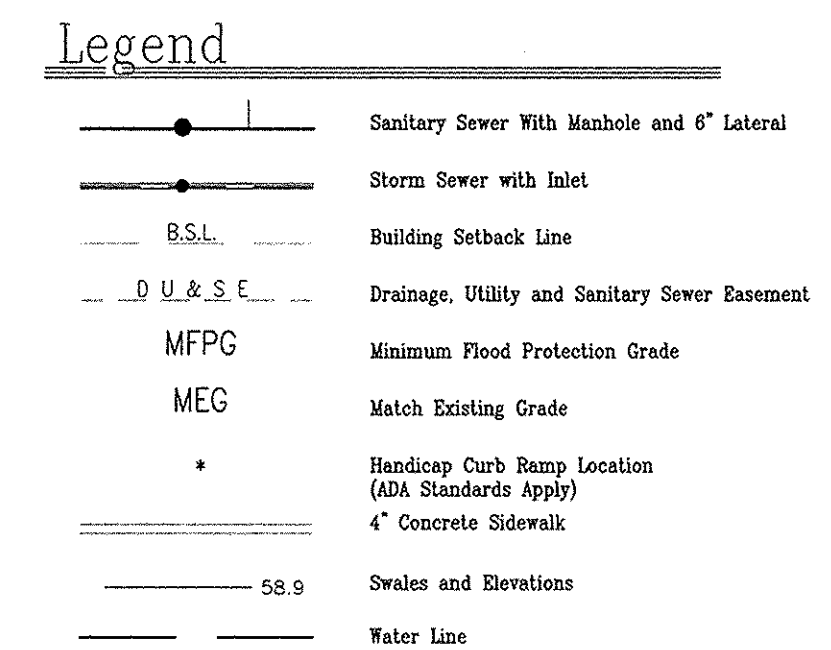 Legend
Sanitary Sewer With Manhole and 6" Lateral
Storm Sewer with Inlet
B.S.L. Building Setback Line
D U & S E Drainage, Utility and Sanitary Sewer Easement
MFPG Minimum Flood Protection Grade
MEG Match Existing Grade
* Handicap Curb Ramp Location
(ADA Standards Apply)
4" Concrete Sidewalk
58.9 Swales and Elevations
Water Line